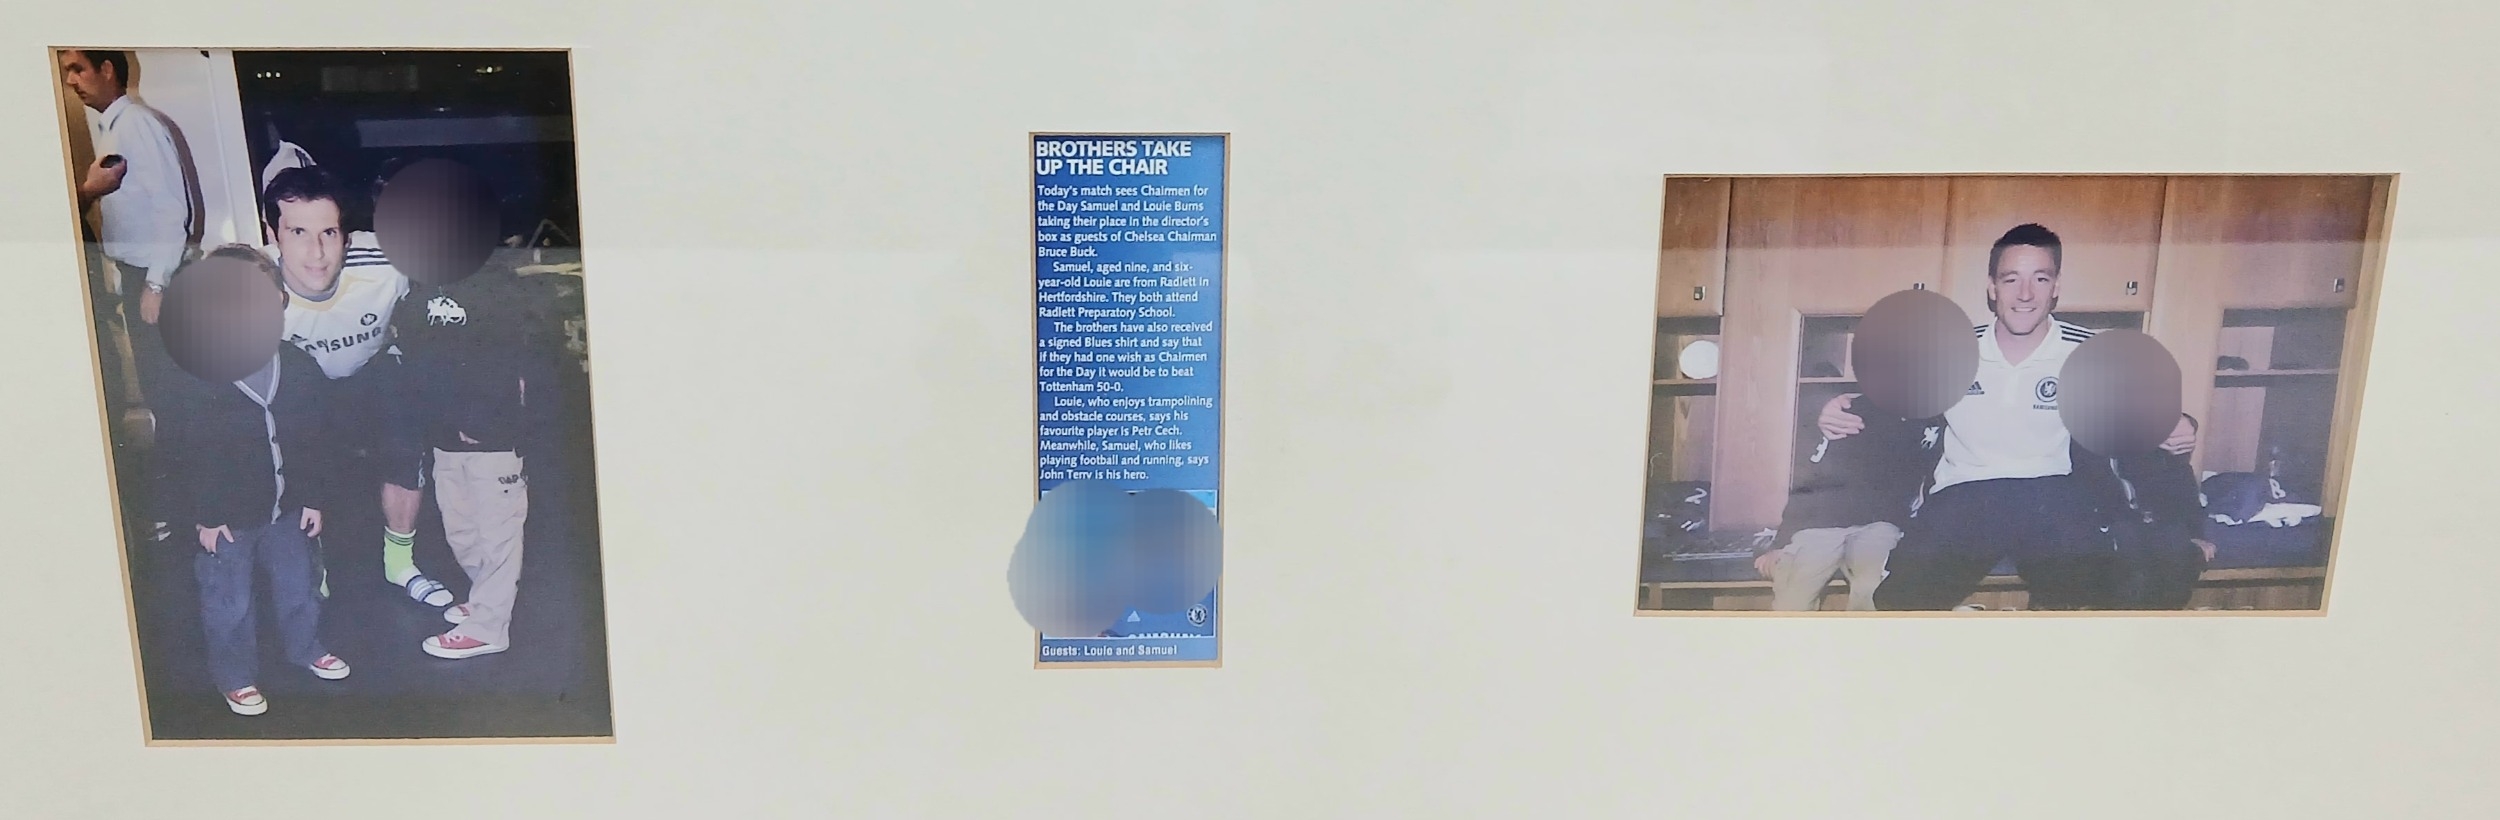 BROTHERS TAKE
UP THE CHAIR
Today's match sees Chairmen for
the Day Samuel and Louie Burns
taking their place in the director's
box as guests of Chelsea Chairman
Bruce Buck.
Samuel, aged nine, and six-
year-old Louie are from Radlett in
Hertfordshire. They both attend
Radlett Preparatory School.
The brothers have also received
a signed Blues shirt and say that
if they had one wish as Chairmen
for the Day it would be to beat
Tottenham 50-0.
Louie, who enjoys trampolining
and obstacle courses, says his
favourite player is Petr Cech.
Meanwhile, Samuel, who likes
playing football and running, says
John Terry is his hero.
SAMSUNG
Guests: Louie and Samuel
SAMSUNG
SAMSUNG